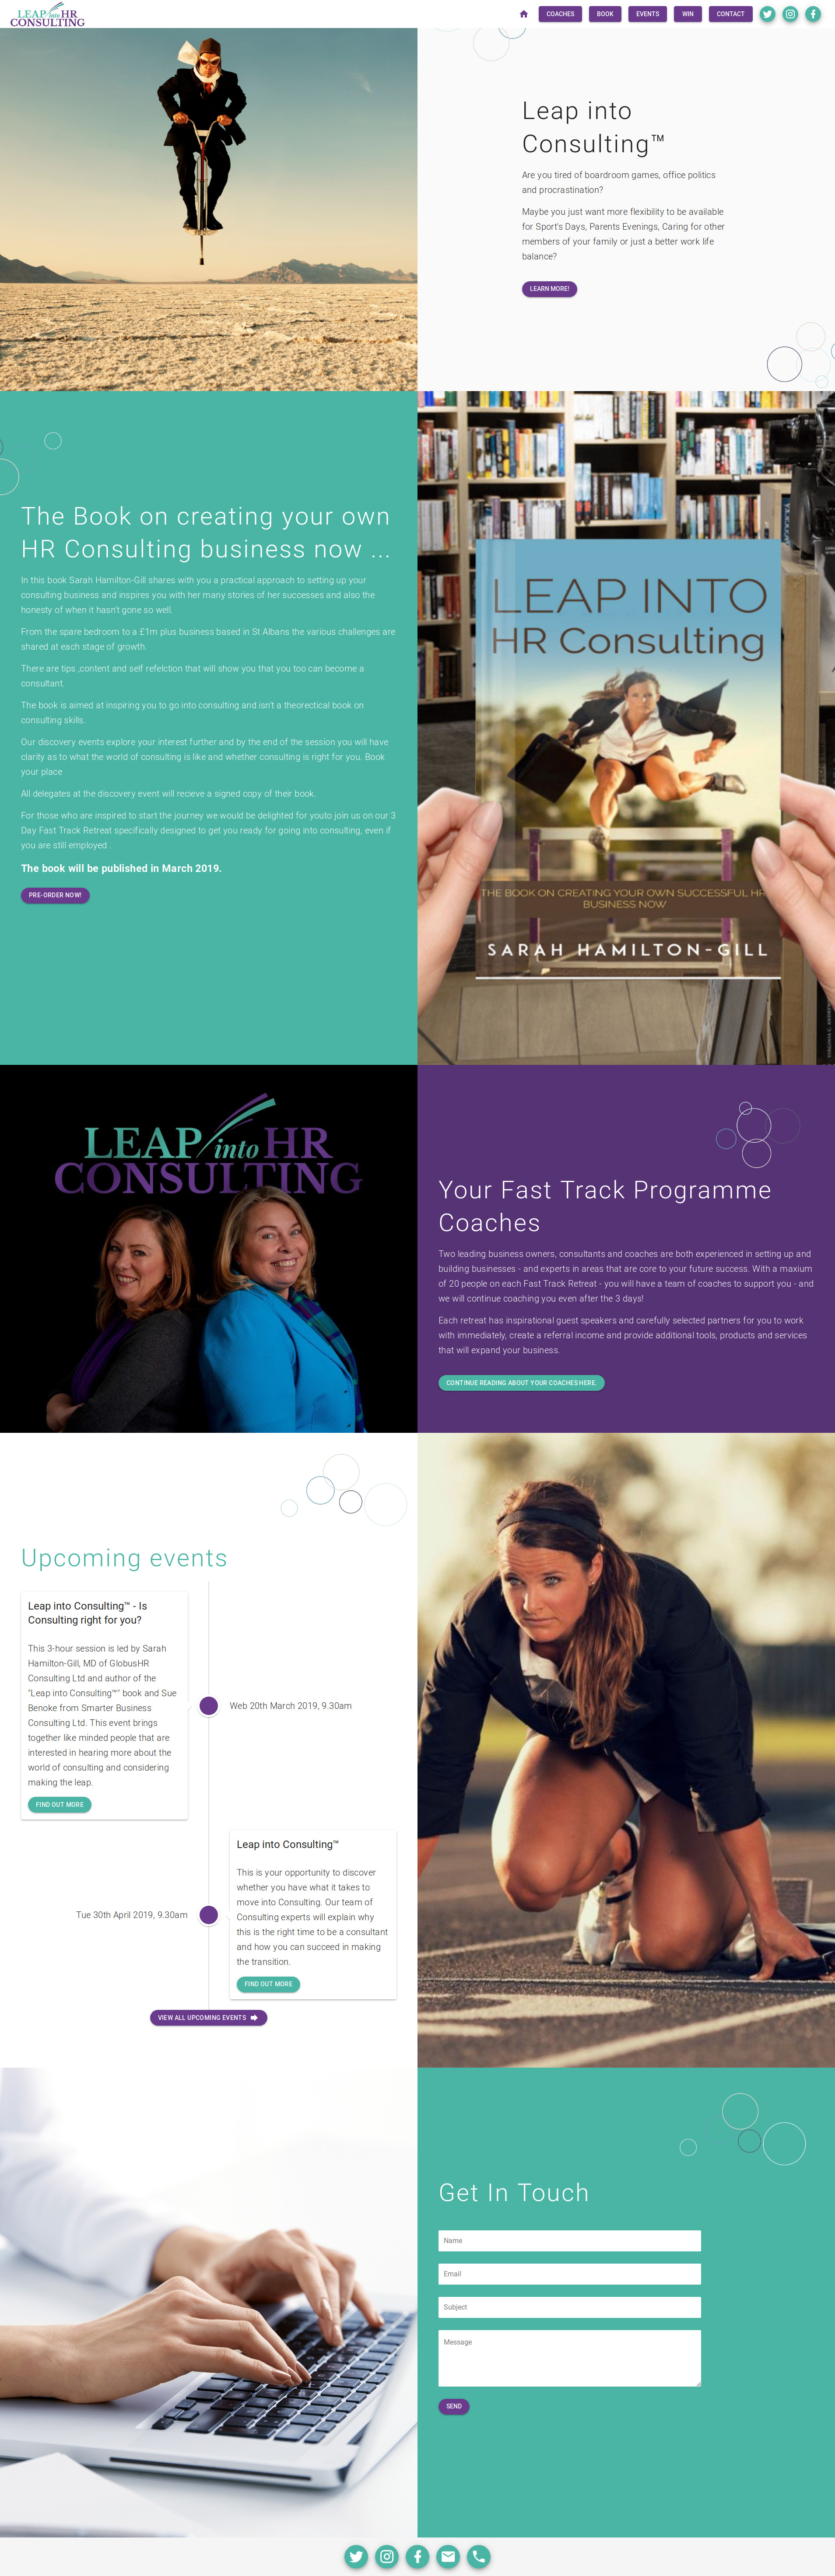 LEAP into HR
CONSULTING
COACHES
BOOK
EVENTS
WIN
CONTACT
Leap into
Consulting™
Are you tired of boardroom games, office politics
and procrastination?
Maybe you just want more flexibility to be available
for Sport's Days, Parents Evenings, Caring for other
members of your family or just a better work life
balance?
LEARN MORE!
The Book on creating your own
HR Consulting business now ...
In this book Sarah Hamilton-Gill shares with you a practical approach to setting up your
consulting business and inspires you with her many stories of her successes and also the
honesty of when it hasn't gone so well.
From the spare bedroom to a £1m plus business based in St Albans the various challenges are
shared at each stage of growth.
There are tips ,content and self refelction that will show you that you too can become a
consultant.
The book is aimed at inspiring you to go into consulting and isn't a theorectical book on
consulting skills.
Our discovery events explore your interest further and by the end of the session you will have
clarity as to what the world of consulting is like and whether consulting is right for you. Book
your place
All delegates at the discovery event will recieve a signed copy of their book.
For those who are inspired to start the journey we would be delighted for youto join us on our 3
Day Fast Track Retreat specifically designed to get you ready for going into consulting, even if
you are still employed .
The book will be published in March 2019.
PRE-ORDER NOW!
LEAP INTO
HR Consulting
THE BOOK ON CREATING YOUR OWN SUCCESSFUL HR
BUSINESS NOW
SARAH HAMILTON-GILL
LEAP into HR
CONSULTING
Your Fast Track Programme
Coaches
Two leading business owners, consultants and coaches are both experienced in setting up and
building businesses - and experts in areas that are core to your future success. With a maxium
of 20 people on each Fast Track Retreat - you will have a team of coaches to support you - and
we will continue coaching you even after the 3 days!
Each retreat has inspirational guest speakers and carefully selected partners for you to work
with immediately, create a referral income and provide additional tools, products and services
that will expand your business.
CONTINUE READING ABOUT YOUR COACHES HERE.
Upcoming events
Leap into Consulting™ - Is
Consulting right for you?
This 3-hour session is led by Sarah
Hamilton-Gill, MD of GlobusHR
Consulting Ltd and author of the
"Leap into Consulting™" book and Sue
Benoke from Smarter Business
Consulting Ltd. This event brings
together like minded people that are
interested in hearing more about the
world of consulting and considering
making the leap.
FIND OUT MORE
Web 20th March 2019, 9.30am
Leap into Consulting™
This is your opportunity to discover
whether you have what it takes to
move into Consulting. Our team of
Consulting experts will explain why
this is the right time to be a consultant
and how you can succeed in making
the transition.
FIND OUT MORE
Tue 30th April 2019, 9.30am
VIEW ALL UPCOMING EVENTS
Get In Touch
Name
Email
Subject
Message
SEND